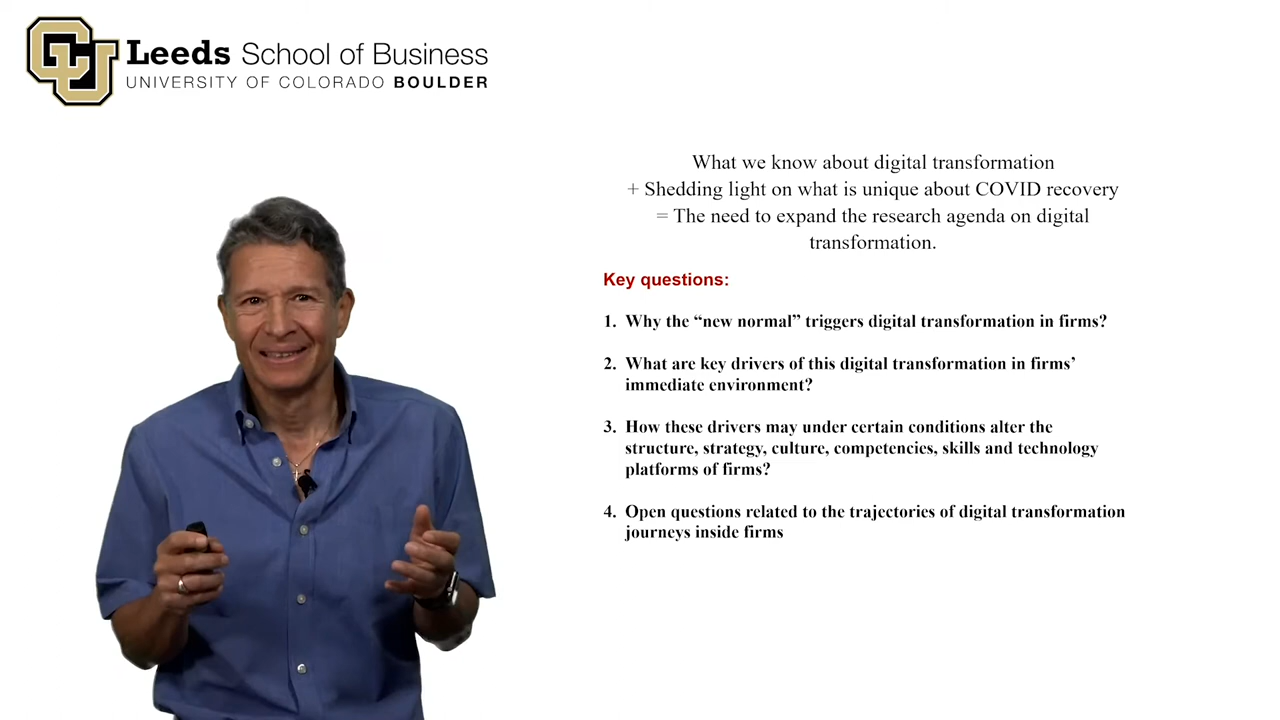 CU
Leeds School of Business
UNIVERSITY OF COLORADO BOULDER
What we know about digital transformation
+ Shedding light on what is unique about COVID recovery
= The need to expand the research agenda on digital
transformation.
Key questions:
1. Why the “new normal” triggers digital transformation in firms?
2. What are key drivers of this digital transformation in firms’
immediate environment?
3. How these drivers may under certain conditions alter the
structure, strategy, culture, competencies, skills and technology
platforms of firms?
4. Open questions related to the trajectories of digital transformation
journeys inside firms